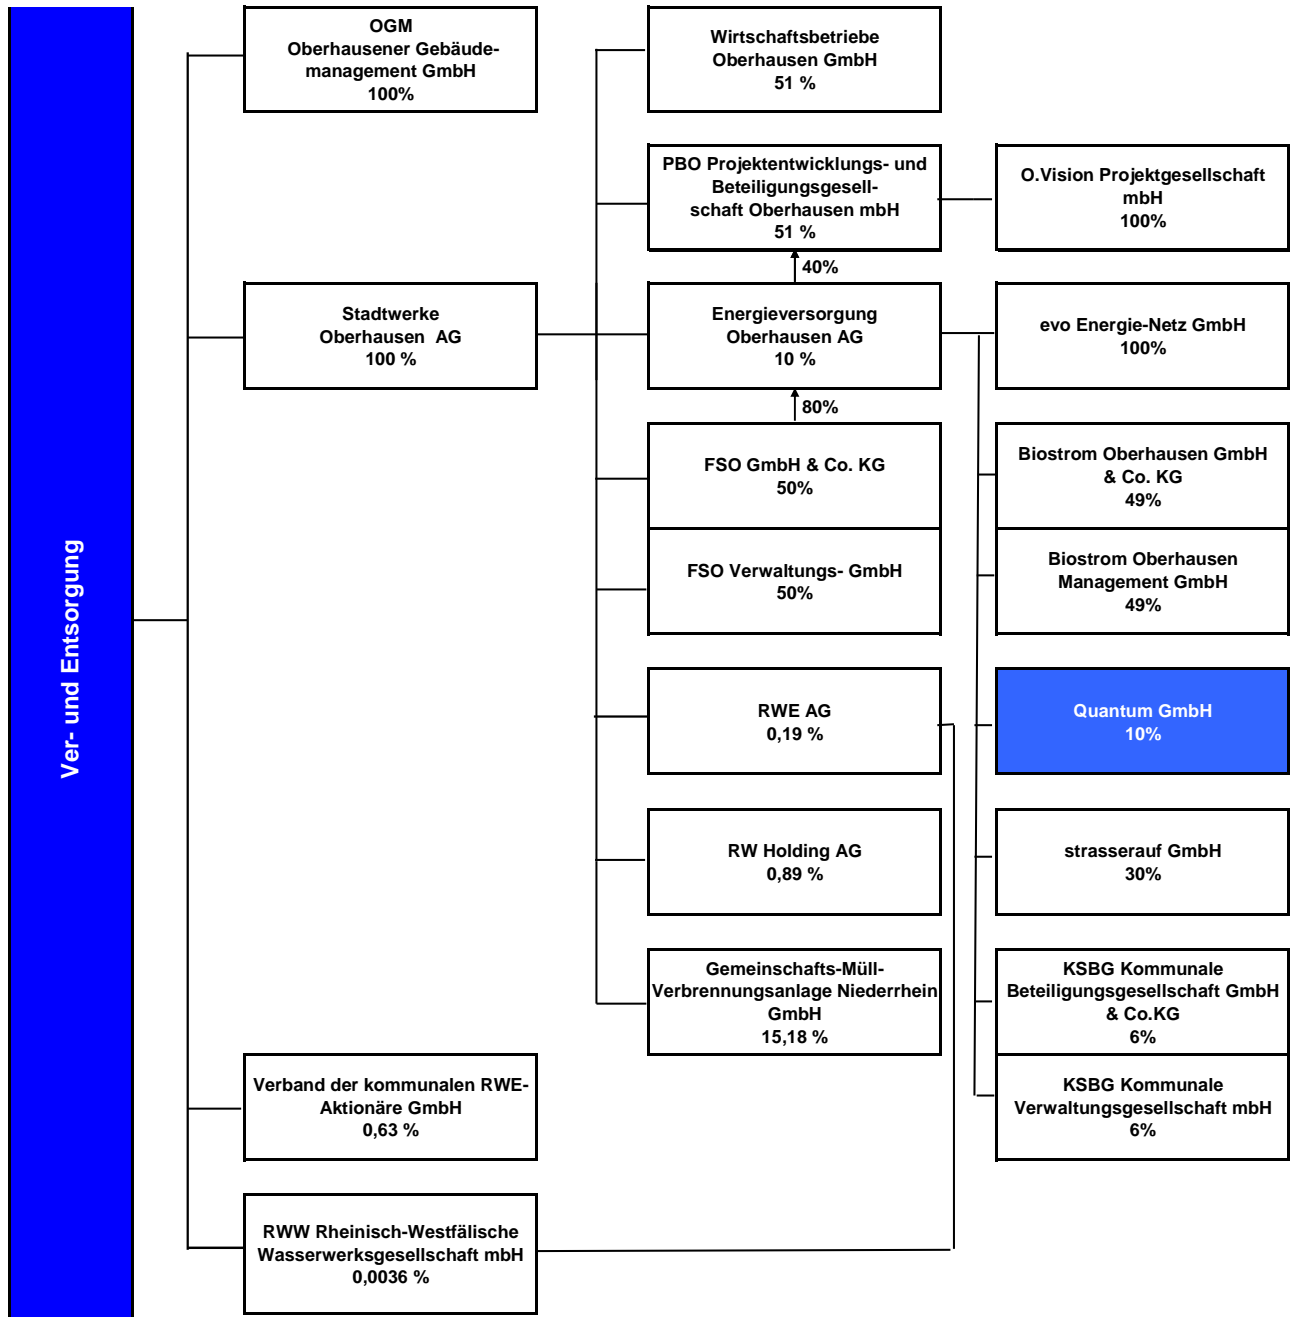 Ver- und Entsorgung
OGM
Oberhausener Gebäude-
management GmbH
100%
Stadtwerke
Oberhausen AG
100 %
Verband der kommunalen RWE-
Aktionäre GmbH
0,63 %
RWW Rheinisch-Westfälische
Wasserwerksgesellschaft mbH
0,0036 %
Wirtschaftsbetriebe
Oberhausen GmbH
51 %
PBO Projektentwicklungs- und
Beteiligungsgesell-
schaft Oberhausen mbH
51 %
40%
Energieversorgung
Oberhausen AG
10 %
80%
FSO GmbH & Co. KG
50%
FSO Verwaltungs- GmbH
50%
RWE AG
0,19 %
RW Holding AG
0,89 %
Gemeinschafts-Müll-
Verbrennungsanlage Niederrhein
GmbH
15,18 %
O.Vision Projektgesellschaft
mbH
100%
evo Energie-Netz GmbH
100%
Biostrom Oberhausen GmbH
& Co. KG
49%
Biostrom Oberhausen
Management GmbH
49%
Quantum GmbH
10%
strasserauf GmbH
30%
KSBG Kommunale
Beteiligungsgesellschaft GmbH
& Co.KG
6%
KSBG Kommunale
Verwaltungsgesellschaft mbH
6%